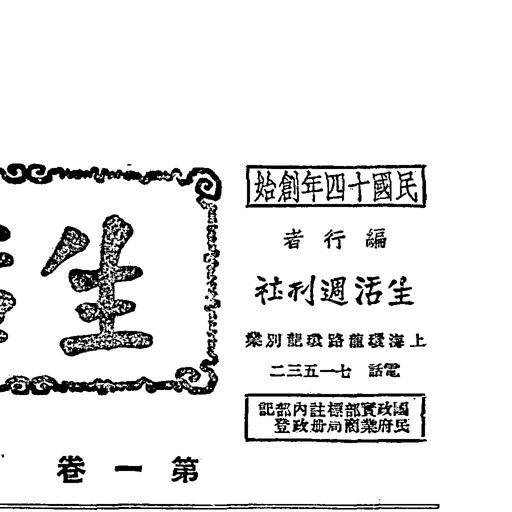 生
民國十四年創始
編行者
生活週刊社
上海環龍路環龍別業
電話 七一五三二
國民政府實業部商標局註冊內政部登記
第一卷